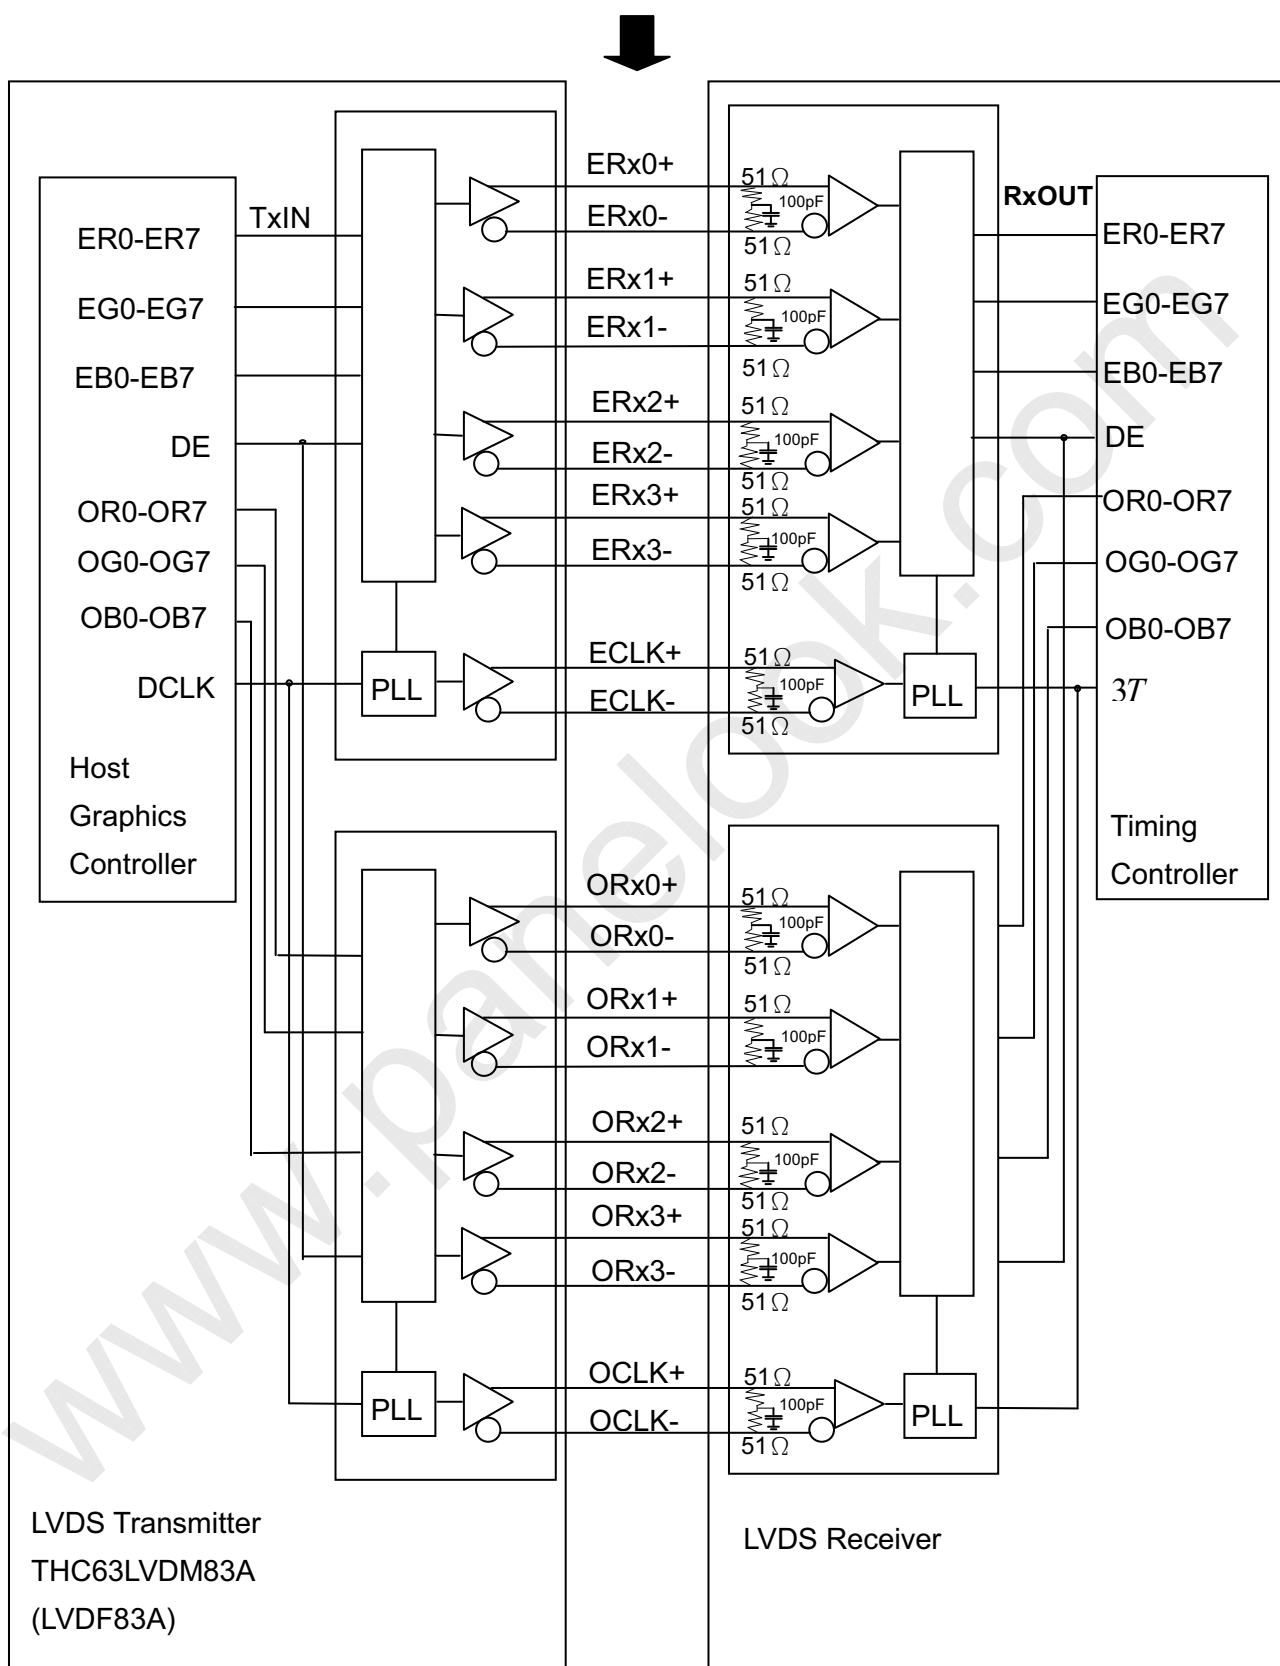 ERx0+
51Ω
100pF
ERx0-
51Ω
TxIN
RxOUT
ER0-ER7
ER0-ER7
ERx1+
51Ω
100pF
ERx1-
51Ω
EG0-EG7
EG0-EG7
EB0-EB7
EB0-EB7
ERx2+
51Ω
100pF
ERx2-
51Ω
DE
DE
ERx3+
51Ω
100pF
ERx3-
51Ω
OR0-OR7
OR0-OR7
OG0-OG7
OG0-OG7
OB0-OB7
OB0-OB7
ECLK+
51Ω
100pF
ECLK-
51Ω
DCLK
PLL
PLL
3T
Host
Graphics
Controller
Timing
Controller
ORx0+
51Ω
100pF
ORx0-
51Ω
ORx1+
51Ω
100pF
ORx1-
51Ω
ORx2+
51Ω
100pF
ORx2-
51Ω
ORx3+
51Ω
100pF
ORx3-
51Ω
OCLK+
51Ω
100pF
OCLK-
51Ω
PLL
PLL
LVDS Transmitter
THC63LVDM83A
(LVDF83A)
LVDS Receiver
www.panelook.com